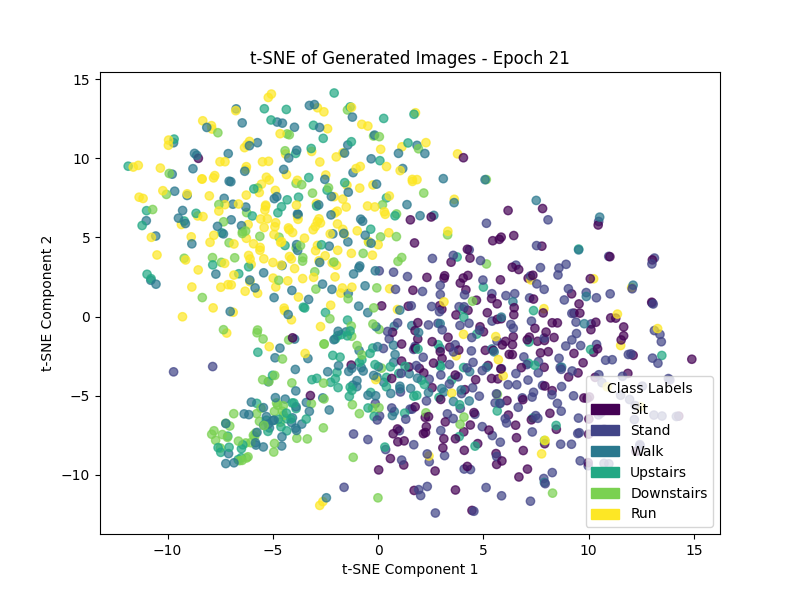 t-SNE of Generated Images - Epoch 21
15
10
5
0
−5
−10
t-SNE Component 2
Class Labels
Sit
Stand
Walk
Upstairs
Downstairs
Run
−10
−5
0
5
10
15
t-SNE Component 1